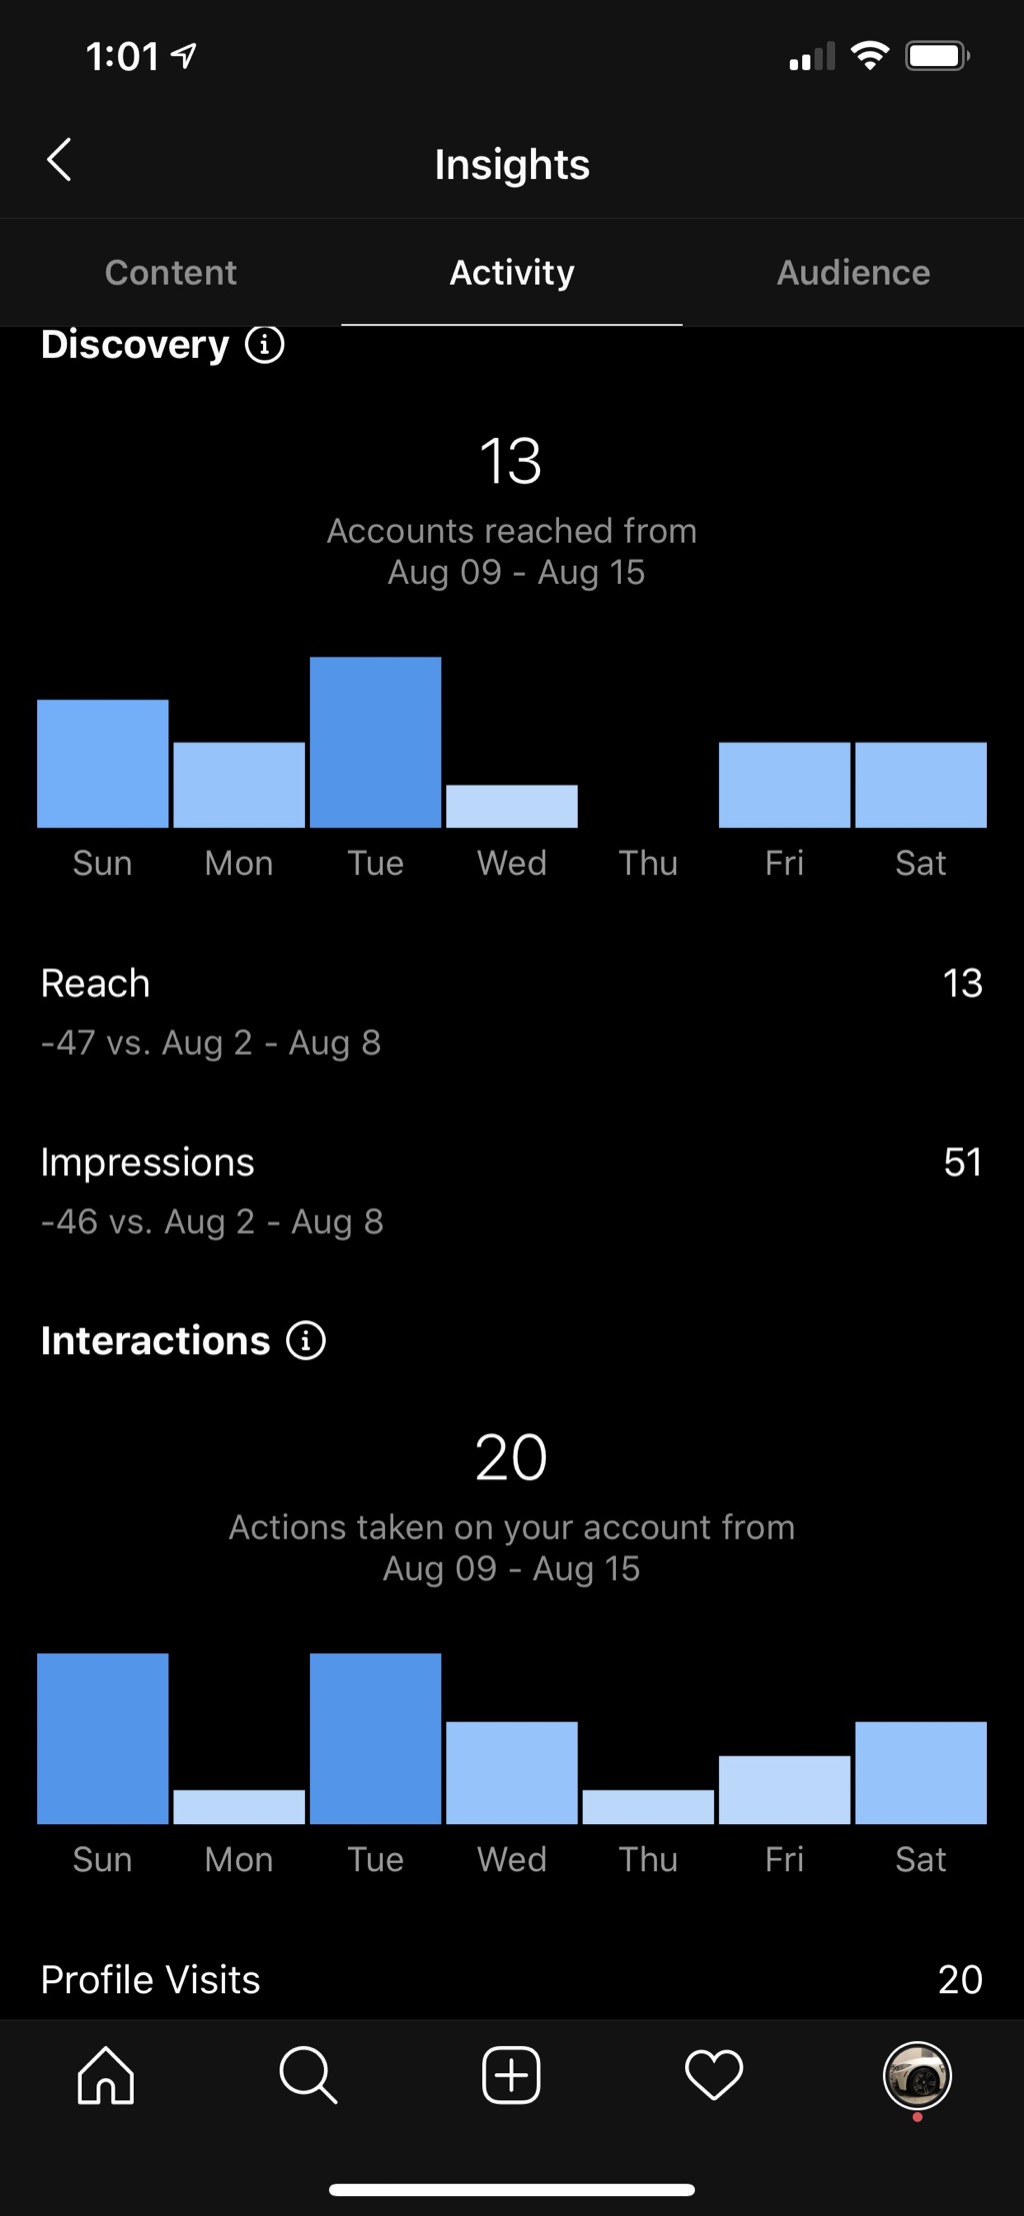 1:01
Insights
Content Activity Audience
Discovery
13
Accounts reached from
Aug 09 - Aug 15
Sun Mon Tue Wed Thu Fri Sat
Reach 13
-47 vs. Aug 2 - Aug 8
Impressions 51
-46 vs. Aug 2 - Aug 8
Interactions
20
Actions taken on your account from
Aug 09 - Aug 15
Sun Mon Tue Wed Thu Fri Sat
Profile Visits 20